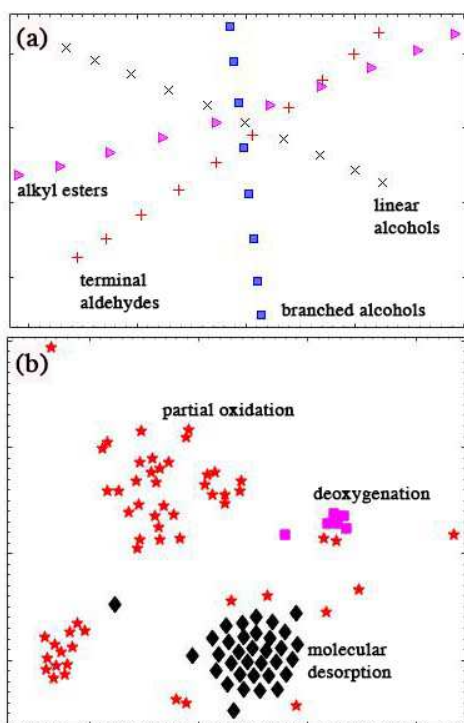 (a)
alkyl esters
linear
alcohols
terminal
aldehydes
branched alcohols
(b)
partial oxidation
deoxygenation
molecular
desorption